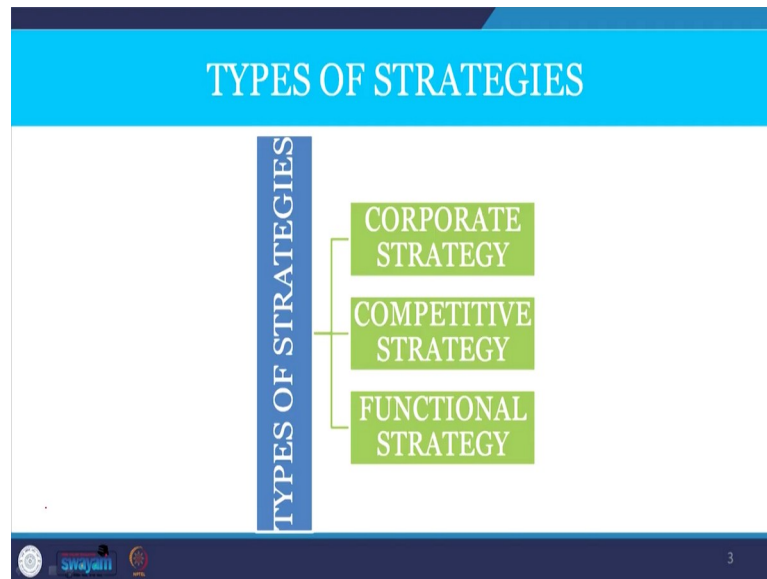 TYPES OF STRATEGIES
TYPES OF STRATEGIES
CORPORATE
STRATEGY
COMPETITIVE
STRATEGY
FUNCTIONAL
STRATEGY
swayam
3